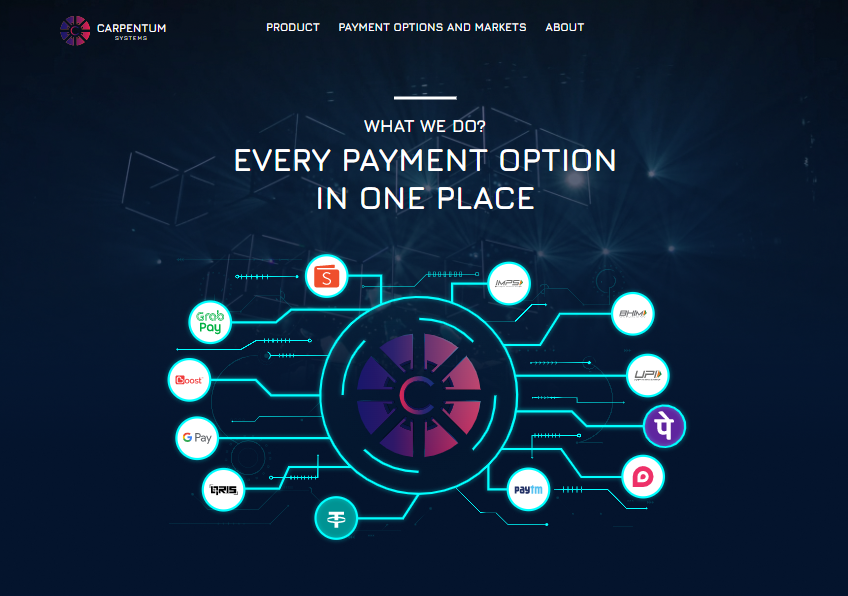 CARPENTUM
SYSTEMS
PRODUCT PAYMENT OPTIONS AND MARKETS ABOUT
WHAT WE DO?
EVERY PAYMENT OPTION
IN ONE PLACE
S
IMPS
Grab
Pay
BHIM
Boost
UPI
पे
G Pay
QRIS
Paytm